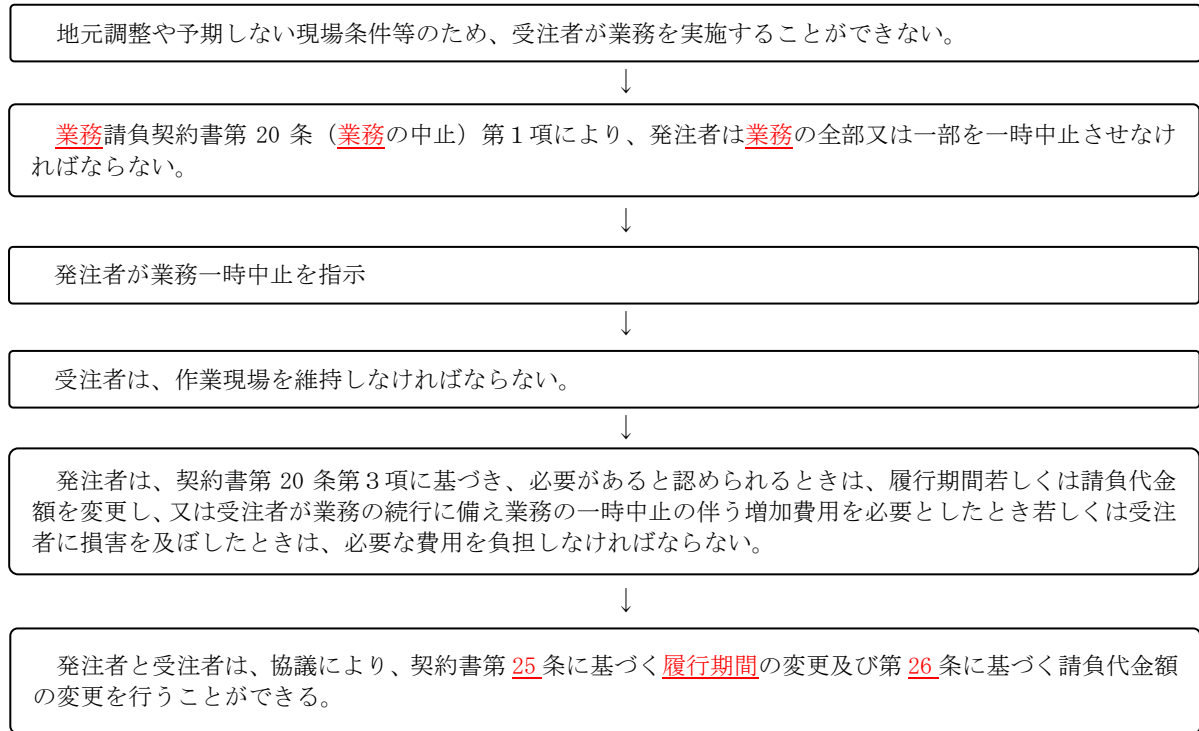 地元調整や予期しない現場条件等のため、受注者が業務を実施することができない。
↓
業務請負契約書第 20 条（業務の中止）第１項により、発注者は業務の全部又は一部を一時中止させなけ
ればならない。
↓
発注者が業務一時中止を指示
↓
受注者は、作業現場を維持しなければならない。
↓
発注者は、契約書第 20 条第３項に基づき、必要があると認められるときは、履行期間若しくは請負代金
額を変更し、又は受注者が業務の続行に備え業務の一時中止の伴う増加費用を必要としたとき若しくは受注
者に損害を及ぼしたときは、必要な費用を負担しなければならない。
↓
発注者と受注者は、協議により、契約書第 25 条に基づく履行期間の変更及び第 26 条に基づく請負代金額
の変更を行うことができる。